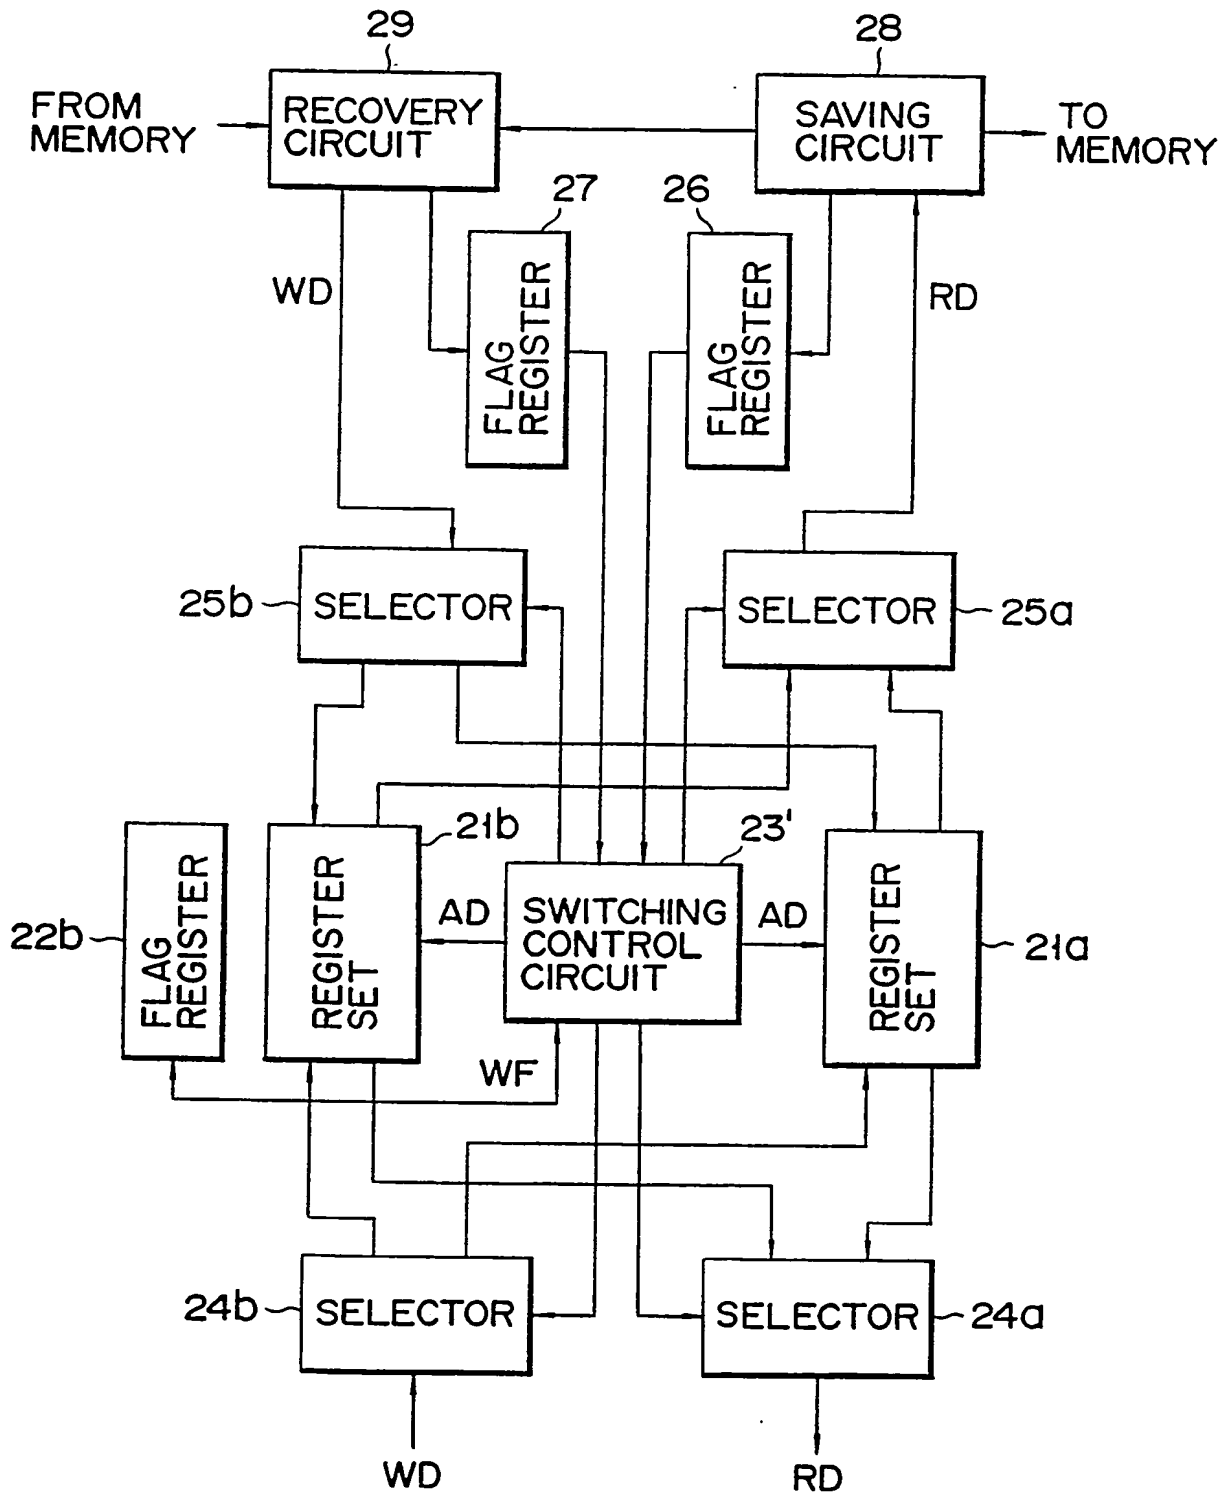 29
28
FROM
MEMORY
RECOVERY
CIRCUIT
SAVING
CIRCUIT
TO
MEMORY
27
26
WD
FLAG
REGISTER
FLAG
REGISTER
RD
25b
SELECTOR
SELECTOR
25a
21b
23'
22b
FLAG
REGISTER
REGISTER
SET
AD
SWITCHING
CONTROL
CIRCUIT
AD
REGISTER
SET
21a
WF
24b
SELECTOR
SELECTOR
24a
WD
RD